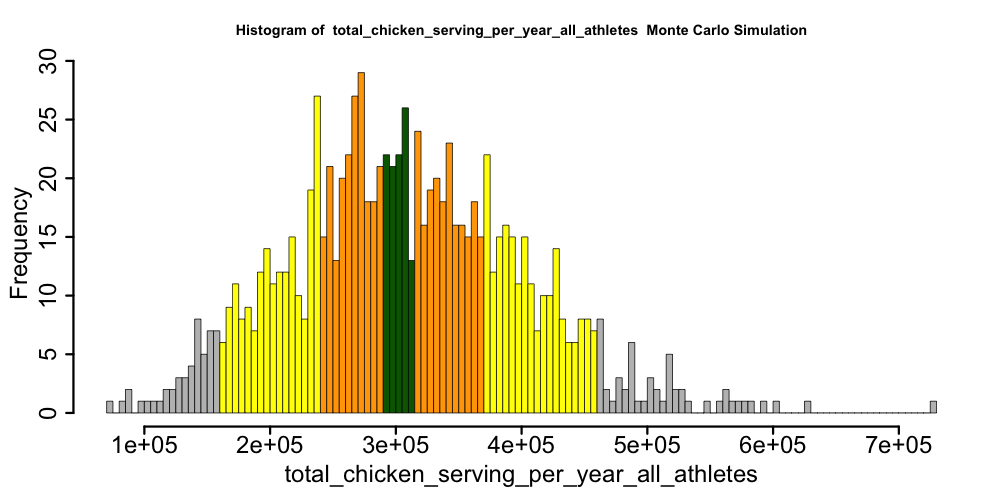 Histogram of  total_chicken_serving_per_year_all_athletes  Monte Carlo Simulation
Frequency
30
25
20
15
10
5
0
1e+05 2e+05 3e+05 4e+05 5e+05 6e+05 7e+05
total_chicken_serving_per_year_all_athletes